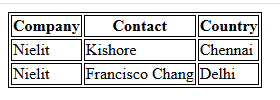 Company Contact Country
Nielit Kishore Chennai
Nielit Francisco Chang Delhi